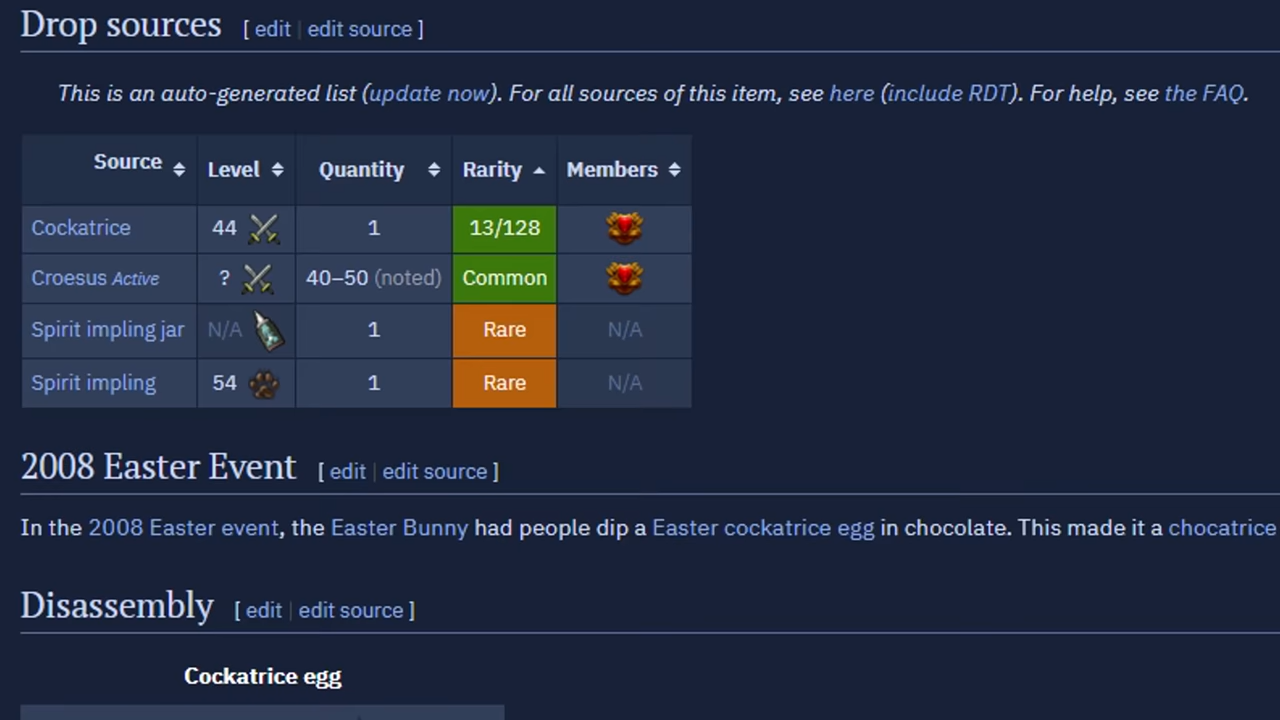 Drop sources [ edit | edit source ]
This is an auto-generated list (update now). For all sources of this item, see here (include RDT). For help, see the FAQ.
Source Level Quantity Rarity Members
Cockatrice 44 1 13/128
Croesus Active ? 40–50 (noted) Common
Spirit impling jar N/A 1 Rare N/A
Spirit impling 54 1 Rare N/A
2008 Easter Event [ edit | edit source ]
In the 2008 Easter event, the Easter Bunny had people dip a Easter cockatrice egg in chocolate. This made it a chocatrice
Disassembly [ edit | edit source ]
Cockatrice egg